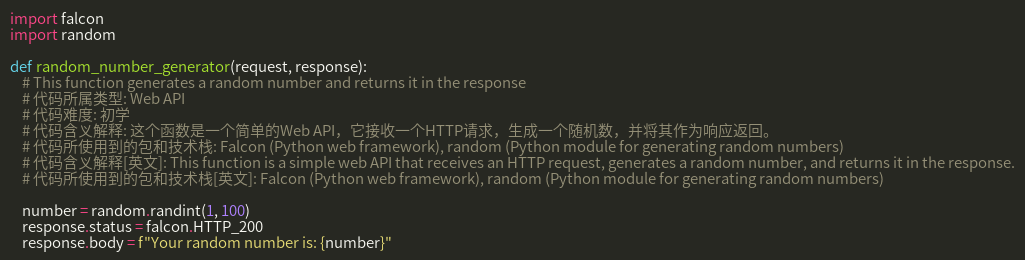 import falcon
import random

def random_number_generator(request, response):
    # This function generates a random number and returns it in the response
    # 代码所属类型: Web API
    # 代码难度: 初学
    # 代码含义解释: 这个函数是一个简单的Web API，它接收一个HTTP请求，生成一个随机数，并将其作为响应返回。
    # 代码所使用到的包和技术栈: Falcon (Python web framework), random (Python module for generating random numbers)
    # 代码含义解释[英文]: This function is a simple web API that receives an HTTP request, generates a random number, and returns it in the response.
    # 代码所使用到的包和技术栈[英文]: Falcon (Python web framework), random (Python module for generating random numbers)

    number = random.randint(1, 100)
    response.status = falcon.HTTP_200
    response.body = f"Your random number is: {number}"